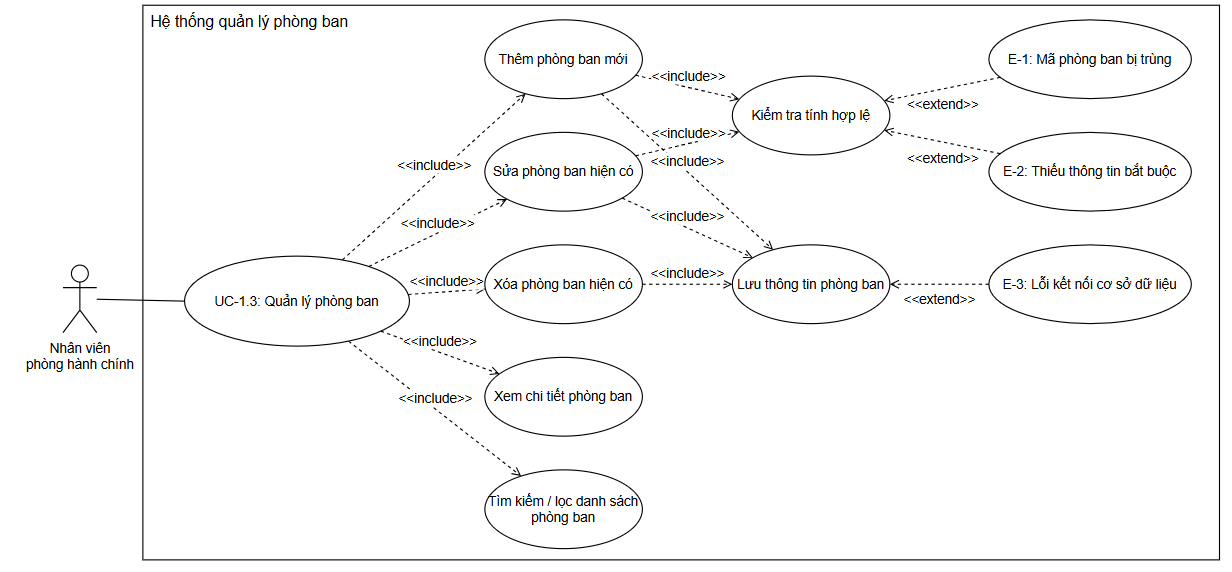 Hệ thống quản lý phòng ban
Thêm phòng ban mới
E-1: Mã phòng ban bị trùng
<<include>>
<<extend>>
Kiểm tra tính hợp lệ
<<include>>
<<extend>>
<<include>>
<<include>>
Sửa phòng ban hiện có
E-2: Thiếu thông tin bắt buộc
<<include>>
<<include>>
Nhân viên
phòng hành chính
UC-1.3: Quản lý phòng ban
<<include>>
Xóa phòng ban hiện có
<<include>>
Lưu thông tin phòng ban
E-3: Lỗi kết nối cơ sở dữ liệu
<<extend>>
<<include>>
Xem chi tiết phòng ban
<<include>>
Tìm kiếm / lọc danh sách
phòng ban